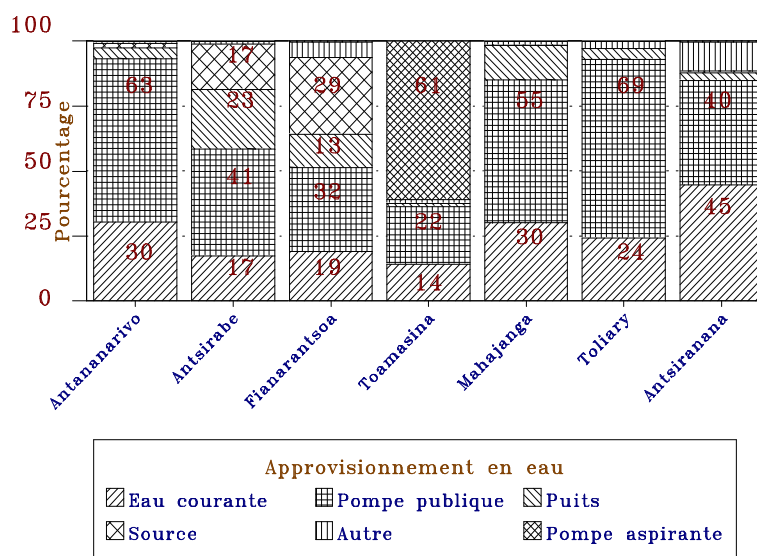 100
75
50
25
0
Pourcentage
63
30
17
23
41
17
29
13
32
19
61
22
14
55
30
69
24
40
45
Antananarivo
Antsirabe
Fianarantsoa
Toamasina
Mahajanga
Toliary
Antsiranana
Approvisionnement en eau
Eau courante
Pompe publique
Puits
Source
Autre
Pompe aspirante